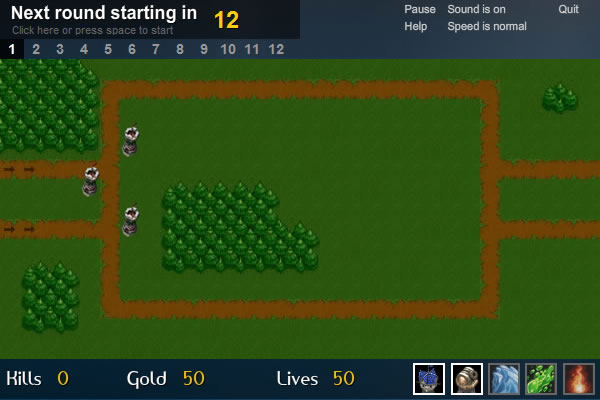 Next round starting in 12
Click here or press space to start
Pause Sound is on Quit
Help Speed is normal
1 2 3 4 5 6 7 8 9 10 11 12
Kills 0 Gold 50 Lives 50